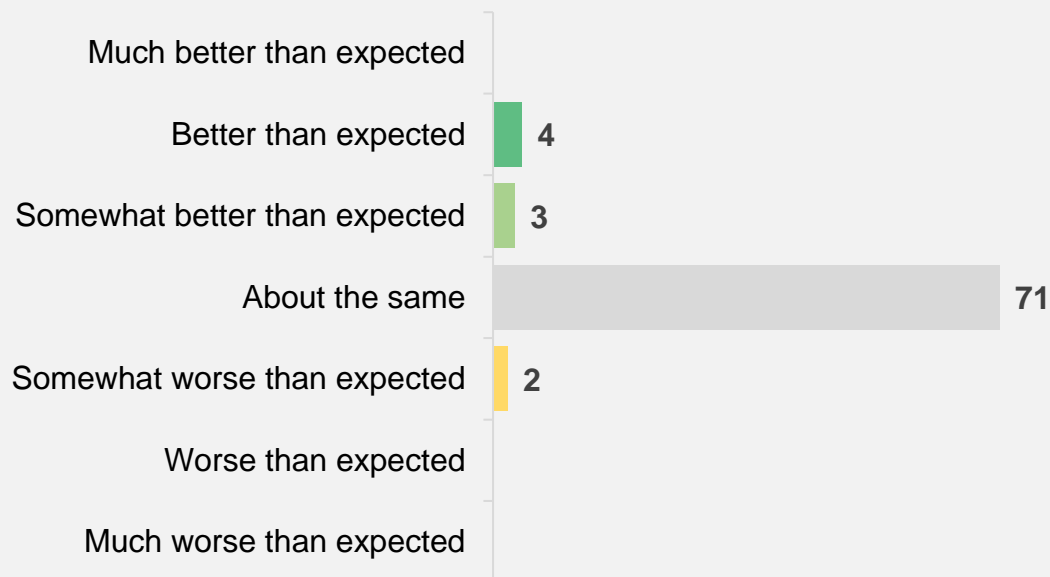 Much better than expected
Better than expected 4
Somewhat better than expected 3
About the same 71
Somewhat worse than expected 2
Worse than expected
Much worse than expected